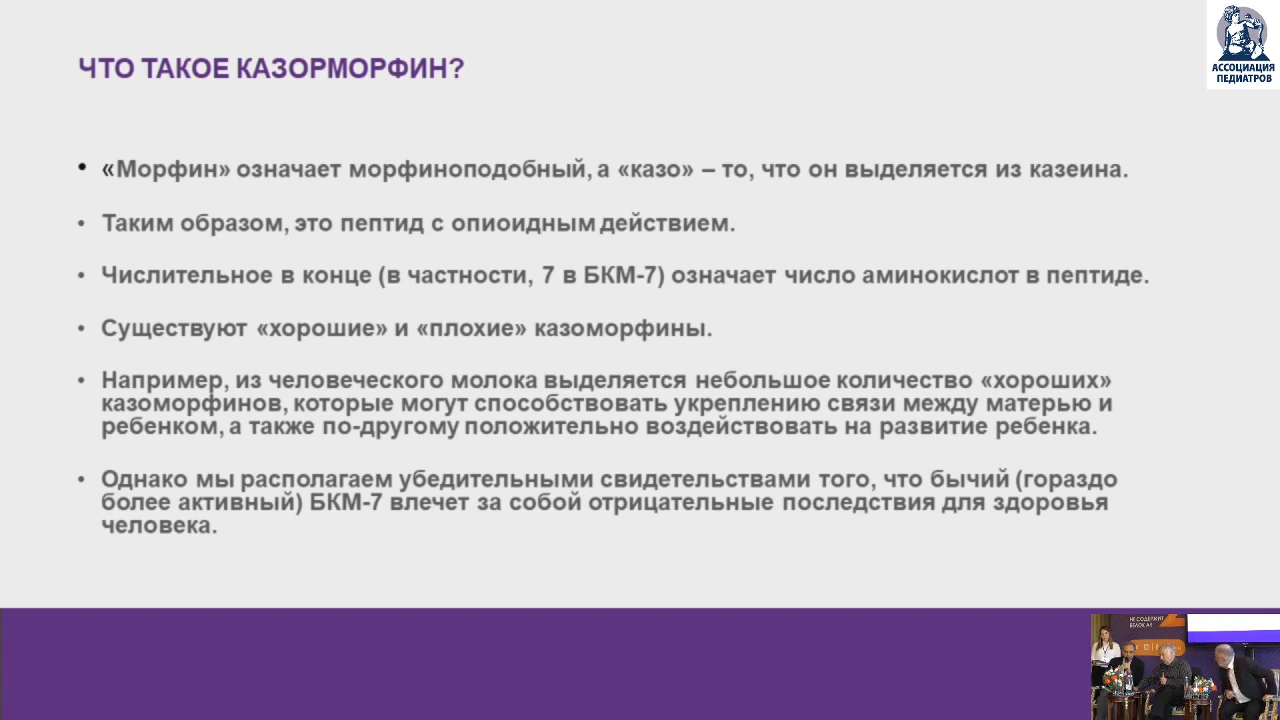 АССОЦИАЦИЯ
ПЕДИАТРОВ
ЧТО ТАКОЕ КАЗОРМОРФИН?
• «Морфин» означает морфиноподобный, а «казо» – то, что он выделяется из казеина.
• Таким образом, это пептид с опиоидным действием.
• Числительное в конце (в частности, 7 в БКМ-7) означает число аминокислот в пептиде.
• Существуют «хорошие» и «плохие» казоморфины.
• Например, из человеческого молока выделяется небольшое количество «хороших»
казоморфинов, которые могут способствовать укреплению связи между матерью и
ребенком, а также по-другому положительно воздействовать на развитие ребенка.
• Однако мы располагаем убедительными свидетельствами того, что бычий (гораздо
более активный) БКМ-7 влечет за собой отрицательные последствия для здоровья
человека.
НЕ СОДЕРЖИТ